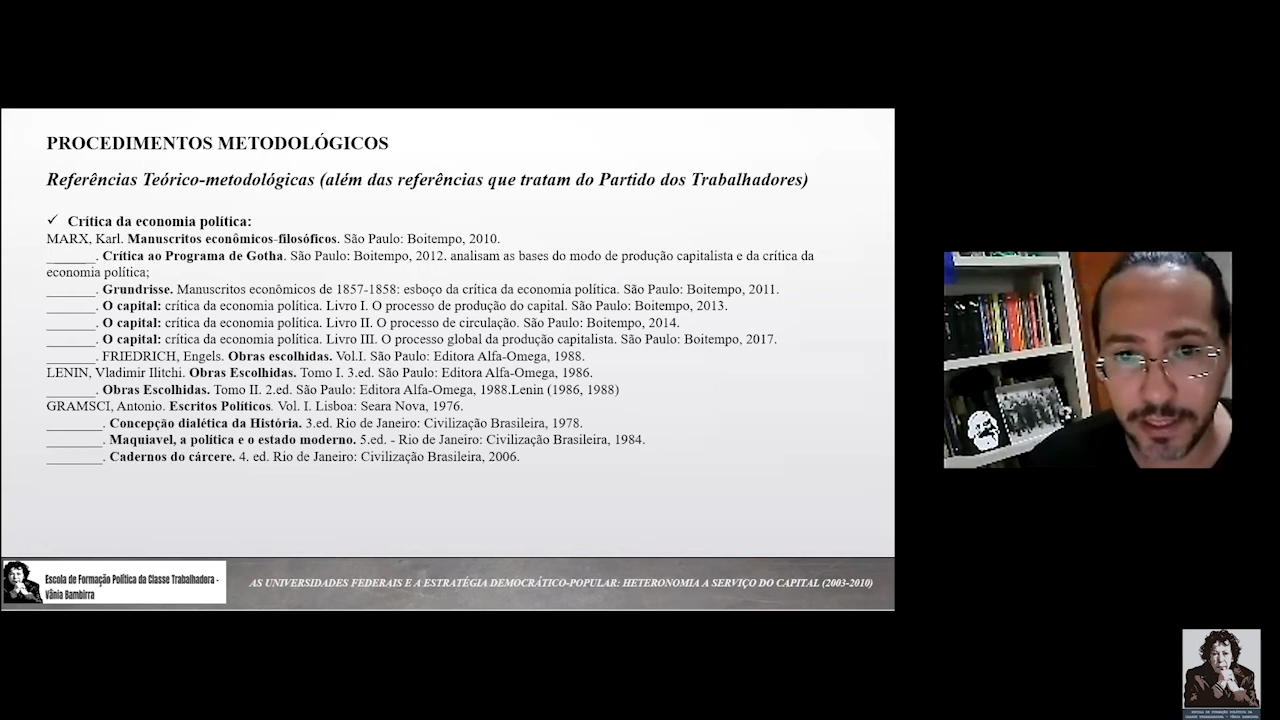 PROCEDIMENTOS METODOLÓGICOS
Referências Teórico-metodológicas (além das referências que tratam do Partido dos Trabalhadores)
✓ Crítica da economia política:
MARX, Karl. Manuscritos econômicos-filosóficos. São Paulo: Boitempo, 2010.
_______. Crítica ao Programa de Gotha. São Paulo: Boitempo, 2012. analisam as bases do modo de produção capitalista e da crítica da
economia política;
_______. Grundrisse. Manuscritos econômicos de 1857-1858: esboço da crítica da economia política. São Paulo: Boitempo, 2011.
_______. O capital: crítica da economia política. Livro I. O processo de produção do capital. São Paulo: Boitempo, 2013.
_______. O capital: crítica da economia política. Livro II. O processo de circulação. São Paulo: Boitempo, 2014.
_______. O capital: crítica da economia política. Livro III. O processo global da produção capitalista. São Paulo: Boitempo, 2017.
_______. FRIEDRICH, Engels. Obras escolhidas. Vol.I. São Paulo: Editora Alfa-Omega, 1988.
LENIN, Vladimir Ilitchi. Obras Escolhidas. Tomo I. 3.ed. São Paulo: Editora Alfa-Omega, 1986.
_______. Obras Escolhidas. Tomo II. 2.ed. São Paulo: Editora Alfa-Omega, 1988.Lenin (1986, 1988)
GRAMSCI, Antonio. Escritos Políticos. Vol. I. Lisboa: Seara Nova, 1976.
________. Concepção dialética da História. 3.ed. Rio de Janeiro: Civilização Brasileira, 1978.
________. Maquiavel, a política e o estado moderno. 5.ed. - Rio de Janeiro: Civilização Brasileira, 1984.
________. Cadernos do cárcere. 4. ed. Rio de Janeiro: Civilização Brasileira, 2006.
Escola de Formação Política da Classe Trabalhadora -
Vânia Bambirra
AS UNIVERSIDADES FEDERAIS E A ESTRATÉGIA DEMOCRÁTICO-POPULAR: HETERONOMIA A SERVIÇO DO CAPITAL (2003-2010)
ESCOLA DE FORMAÇÃO POLÍTICA DA
CLASSE TRABALHADORA - VÂNIA BAMBIRRA